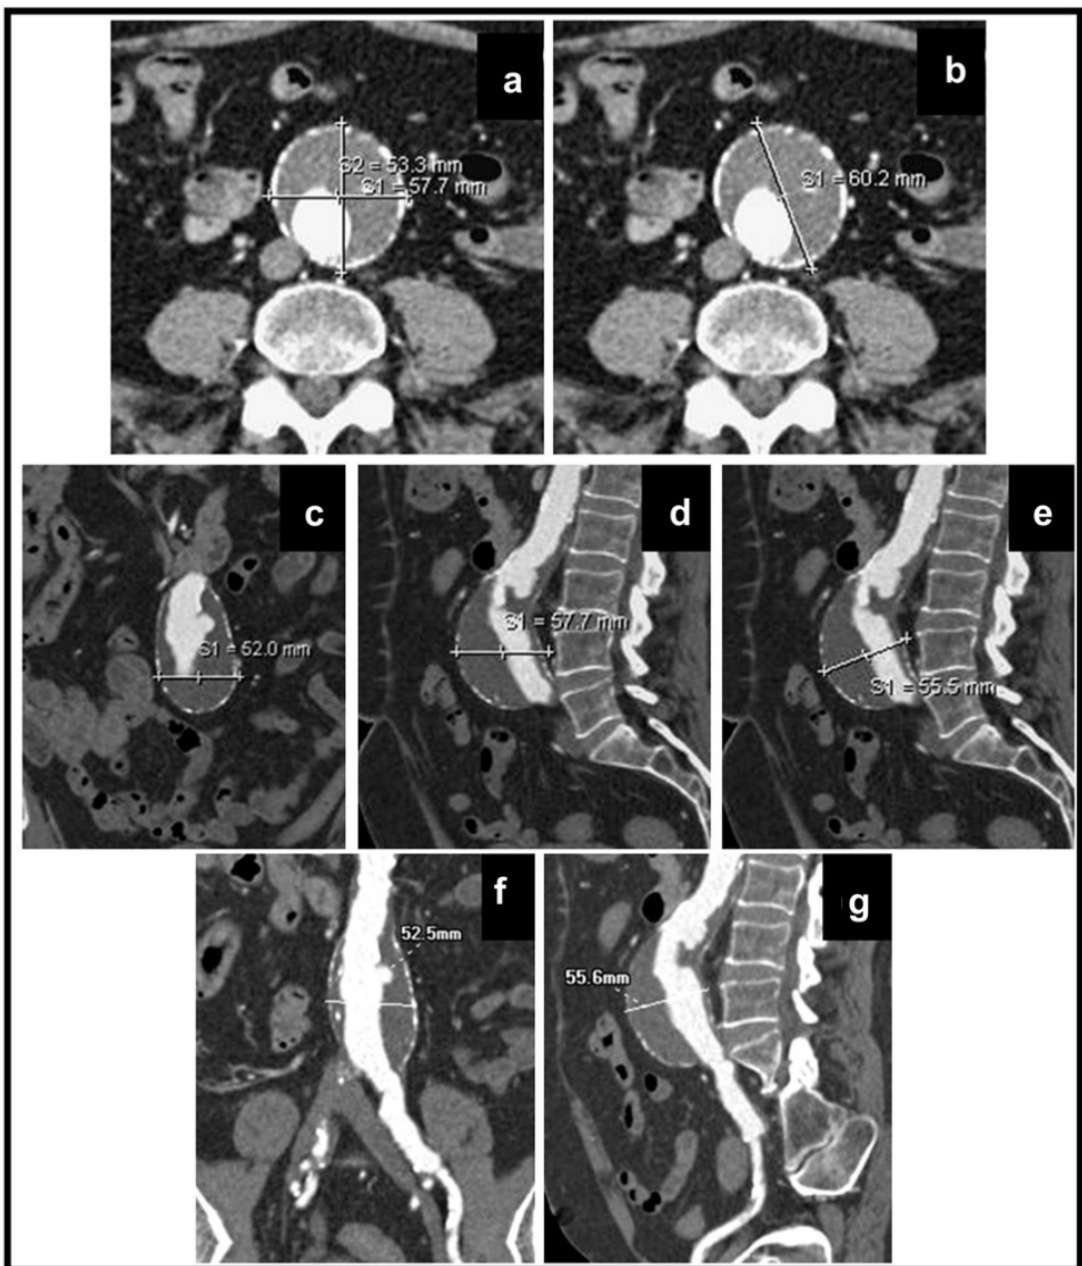 a
S2 = 53.3 mm
S1 = 57.7 mm
b
S1 = 60.2 mm
c
S1 = 52.0 mm
d
S1 = 57.7 mm
e
S1 = 55.5 mm
f
52.5mm
g
55.6mm